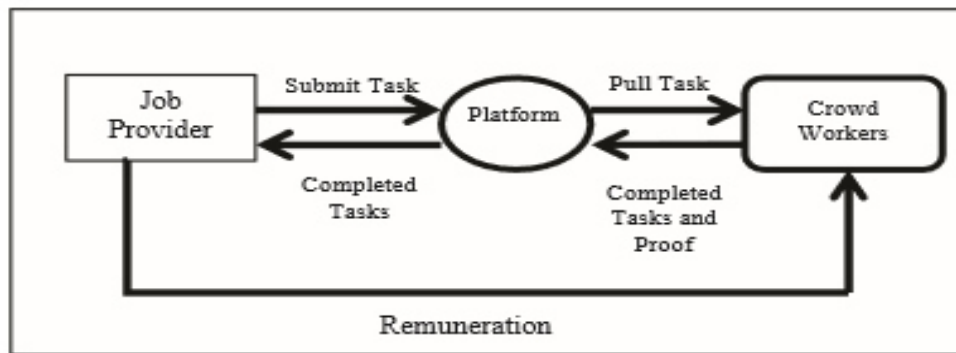 Job
Provider
Submit Task
Platform
Pull Task
Crowd
Workers
Completed
Tasks
Completed
Tasks and
Proof
Remuneration